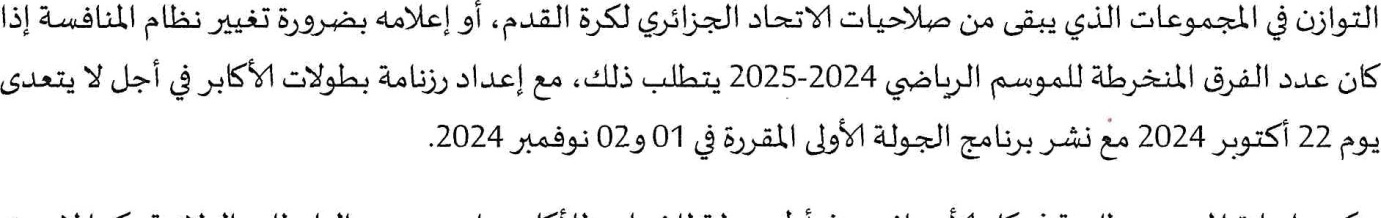 التوازن في المجموعات الذي يبقى من صلاحيات الاتحاد الجزائري لكرة القدم، أو إعلامه بضرورة تغيير نظام المنافسة إذا
كان عدد الفرق المنخرطة للموسم الرياضي 2024-2025 يتطلب ذلك، مع إعداد رزنامة بطولات الأكابر في أجل لا يتعدى
يوم 22 أكتوبر 2024 مع نشر برنامج الجولة الأولى المقررة في 01 و02 نوفمبر 2024.